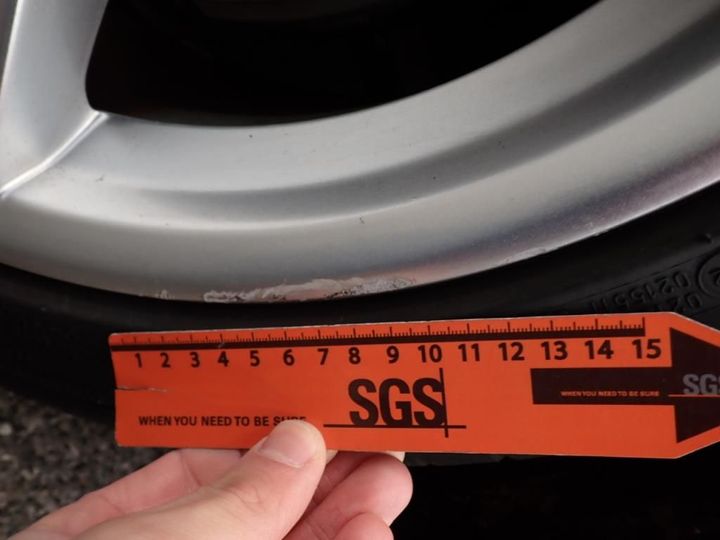 1 2 3 4 5 6 7 8 9 10 11 12 13 14 15
SGS
WHEN YOU NEED TO BE SURE
WHEN YOU NEED TO BE SURE
SGS